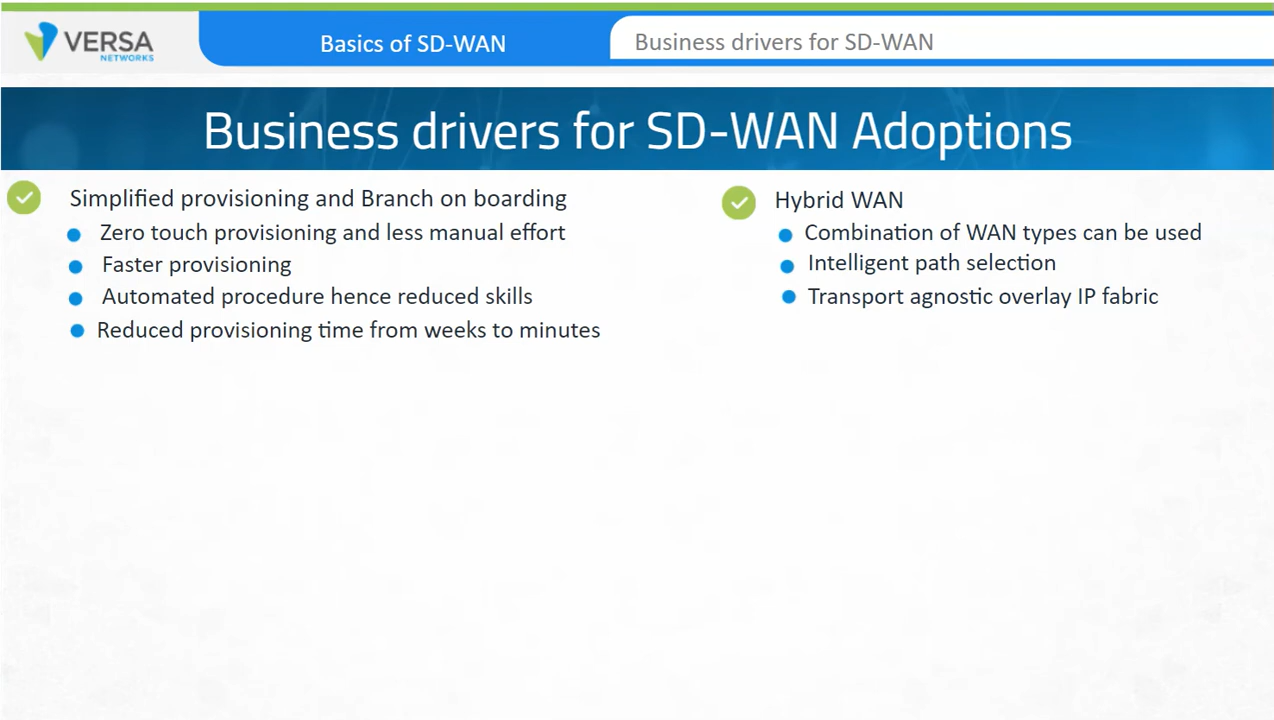 VERSA
NETWORKS
Basics of SD-WAN
Business drivers for SD-WAN
Business drivers for SD-WAN Adoptions
Simplified provisioning and Branch on boarding
Zero touch provisioning and less manual effort
Faster provisioning
Automated procedure hence reduced skills
Reduced provisioning time from weeks to minutes
Hybrid WAN
Combination of WAN types can be used
Intelligent path selection
Transport agnostic overlay IP fabric